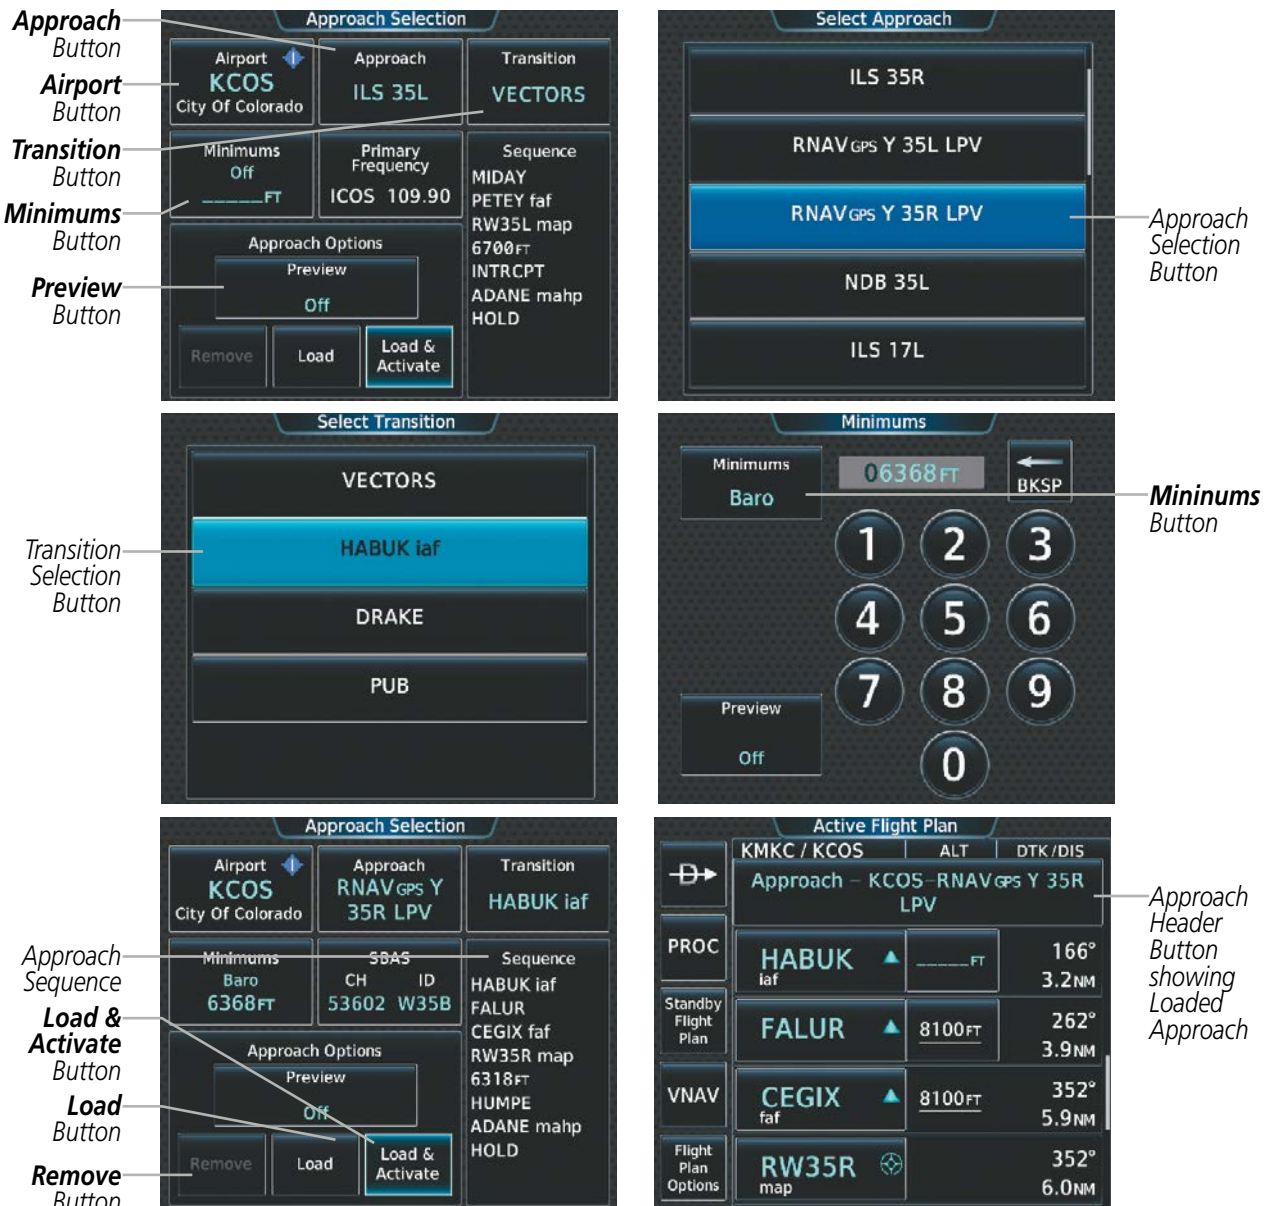 Approach
Button
Airport
Button
Transition
Button
Minimums
Button
Preview
Button
Approach Selection
Airport
KCOS
City Of Colorado
Approach
ILS 35L
Transition
VECTORS
Minimums
Off
_____FT
Primary
Frequency
ICOS 109.90
Sequence
MIDAY
PETEY faf
RW35L map
6700FT
INTRCPT
ADANE mahp
HOLD
Approach Options
Preview
Off
Remove
Load
Load &
Activate
Select Approach
ILS 35R
RNAV GPS Y 35L LPV
RNAV GPS Y 35R LPV
NDB 35L
ILS 17L
Approach
Selection
Button
Transition
Selection
Button
Select Transition
VECTORS
HABUK iaf
DRAKE
PUB
Minimums
Minimums
Baro
06368FT
BKSP
1 2 3
4 5 6
7 8 9
0
Preview
Off
Mininums
Button
Approach
Sequence
Load &
Activate
Button
Load
Button
Remove
Button
Approach Selection
Airport
KCOS
City Of Colorado
Approach
RNAV GPS Y
35R LPV
Transition
HABUK iaf
Minimums
Baro
6368FT
SBAS
CH ID
53602 W35B
Sequence
HABUK iaf
FALUR
CEGIX faf
RW35R map
6318FT
HUMPE
ADANE mahp
HOLD
Approach Options
Preview
Off
Remove
Load
Load &
Activate
Active Flight Plan
KMKC / KCOS ALT DTK/DIS
Approach – KCOS–RNAV GPS Y 35R
LPV
D
PROC
Standby
Flight
Plan
VNAV
Flight
Plan
Options
HABUK
iaf
_____FT
166°
3.2NM
FALUR
8100FT
262°
3.9NM
CEGIX
faf
8100FT
352°
5.9NM
RW35R
map
352°
6.0NM
Approach
Header
Button
showing
Loaded
Approach